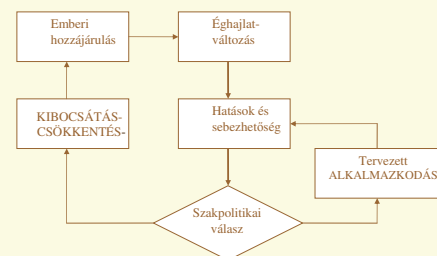 Emberi
hozzájárulás
Éghajlat-
változás
KIBOCSÁTÁS-
CSÖKKENTÉS-
Hatások és
sebezhetőség
Tervezett
ALKALMAZKODÁS
Szakpolitikai
válasz